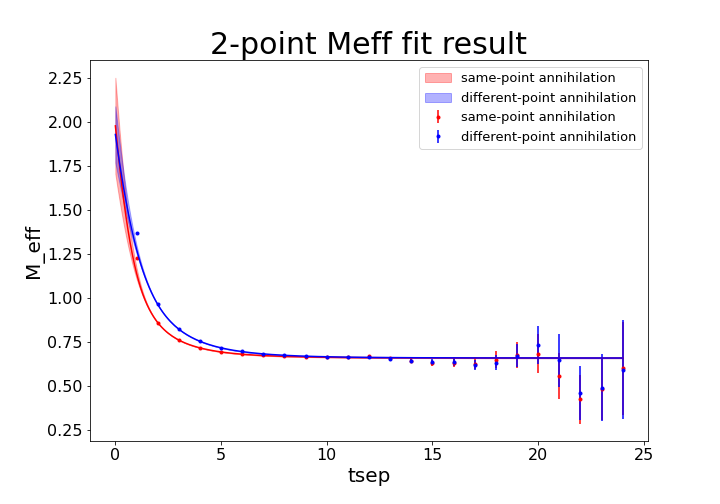 2-point Meff fit result
same-point annihilation
different-point annihilation
same-point annihilation
different-point annihilation
M_eff
2.25
2.00
1.75
1.50
1.25
1.00
0.75
0.50
0.25
0
5
10
15
20
25
tsep